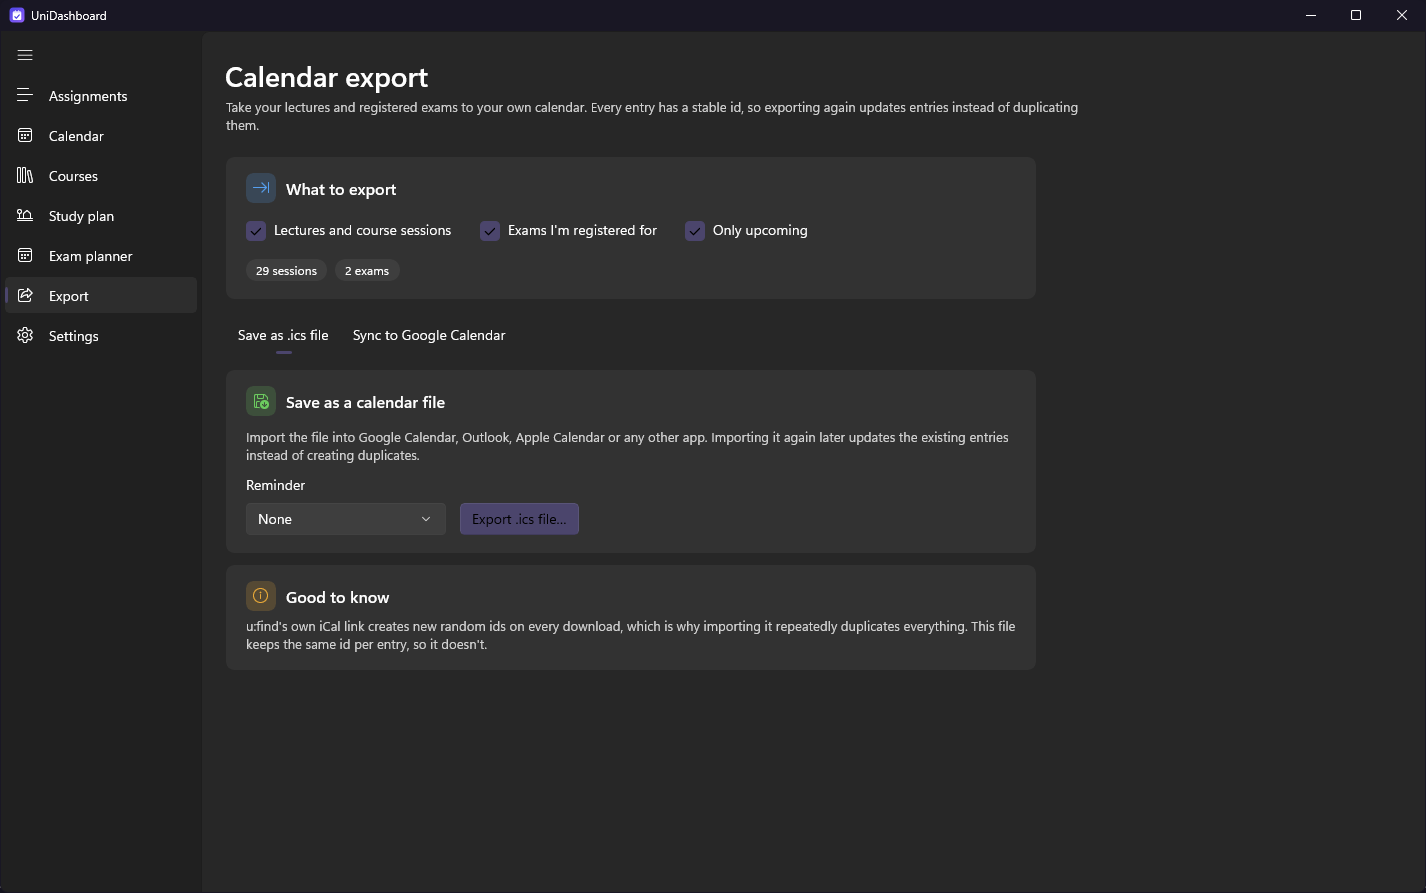 UniDashboard
Assignments
Calendar
Courses
Study plan
Exam planner
Export
Settings
Calendar export
Take your lectures and registered exams to your own calendar. Every entry has a stable id, so exporting again updates entries instead of duplicating
them.
What to export
Lectures and course sessions
Exams I'm registered for
Only upcoming
29 sessions
2 exams
Save as .ics file
Sync to Google Calendar
Save as a calendar file
Import the file into Google Calendar, Outlook, Apple Calendar or any other app. Importing it again later updates the existing entries
instead of creating duplicates.
Reminder
None
Export .ics file...
Good to know
u:find's own iCal link creates new random ids on every download, which is why importing it repeatedly duplicates everything. This file
keeps the same id per entry, so it doesn't.